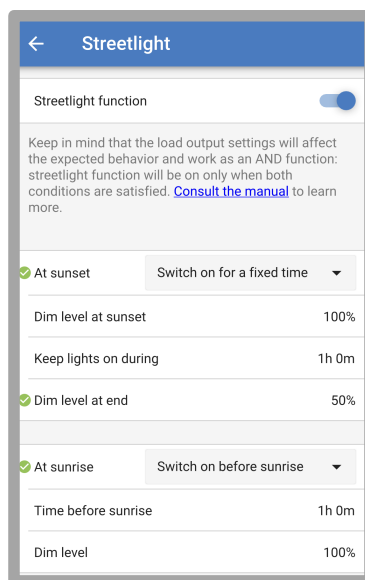 Streetlight
Streetlight function
Keep in mind that the load output settings will affect
the expected behavior and work as an AND function:
streetlight function will be on only when both
conditions are satisfied. Consult the manual to learn
more.
At sunset Switch on for a fixed time
Dim level at sunset 100%
Keep lights on during 1h 0m
Dim level at end 50%
At sunrise Switch on before sunrise
Time before sunrise 1h 0m
Dim level 100%